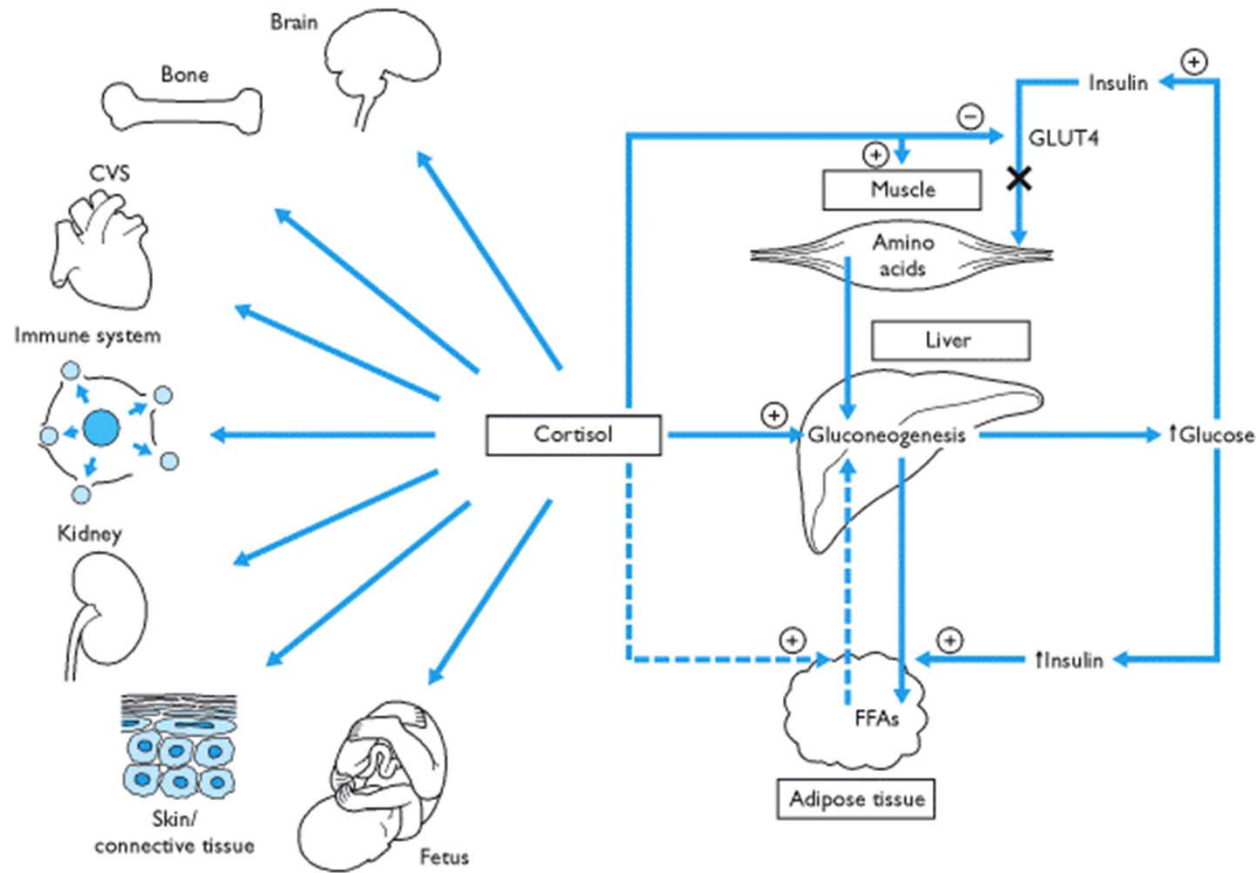 Brain
Bone
CVS
Immune system
Kidney
Skin/
connective tissue
Fetus
Cortisol
Insulin
+
−
GLUT4
+
Muscle
Amino
acids
Liver
+
Gluconeogenesis
↑Glucose
+
+
↑Insulin
FFAs
Adipose tissue